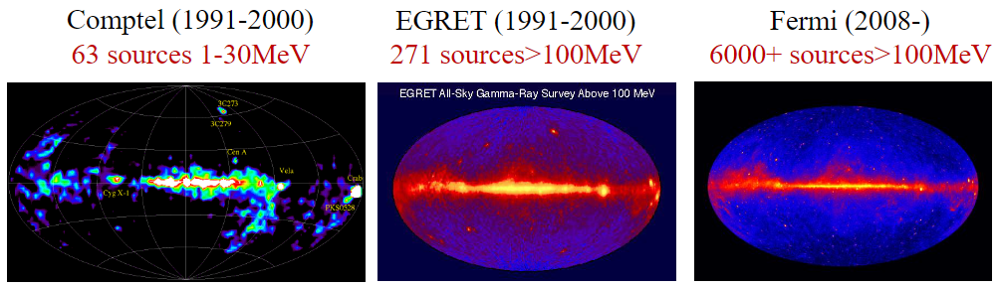 Comptel (1991-2000)
63 sources 1-30MeV
EGRET (1991-2000)
271 sources>100MeV
Fermi (2008-)
6000+ sources>100MeV
3C273
3C279
Cen A
Vela
Crab
Cyg X-1
PKS0528
EGRET All-Sky Gamma-Ray Survey Above 100 MeV